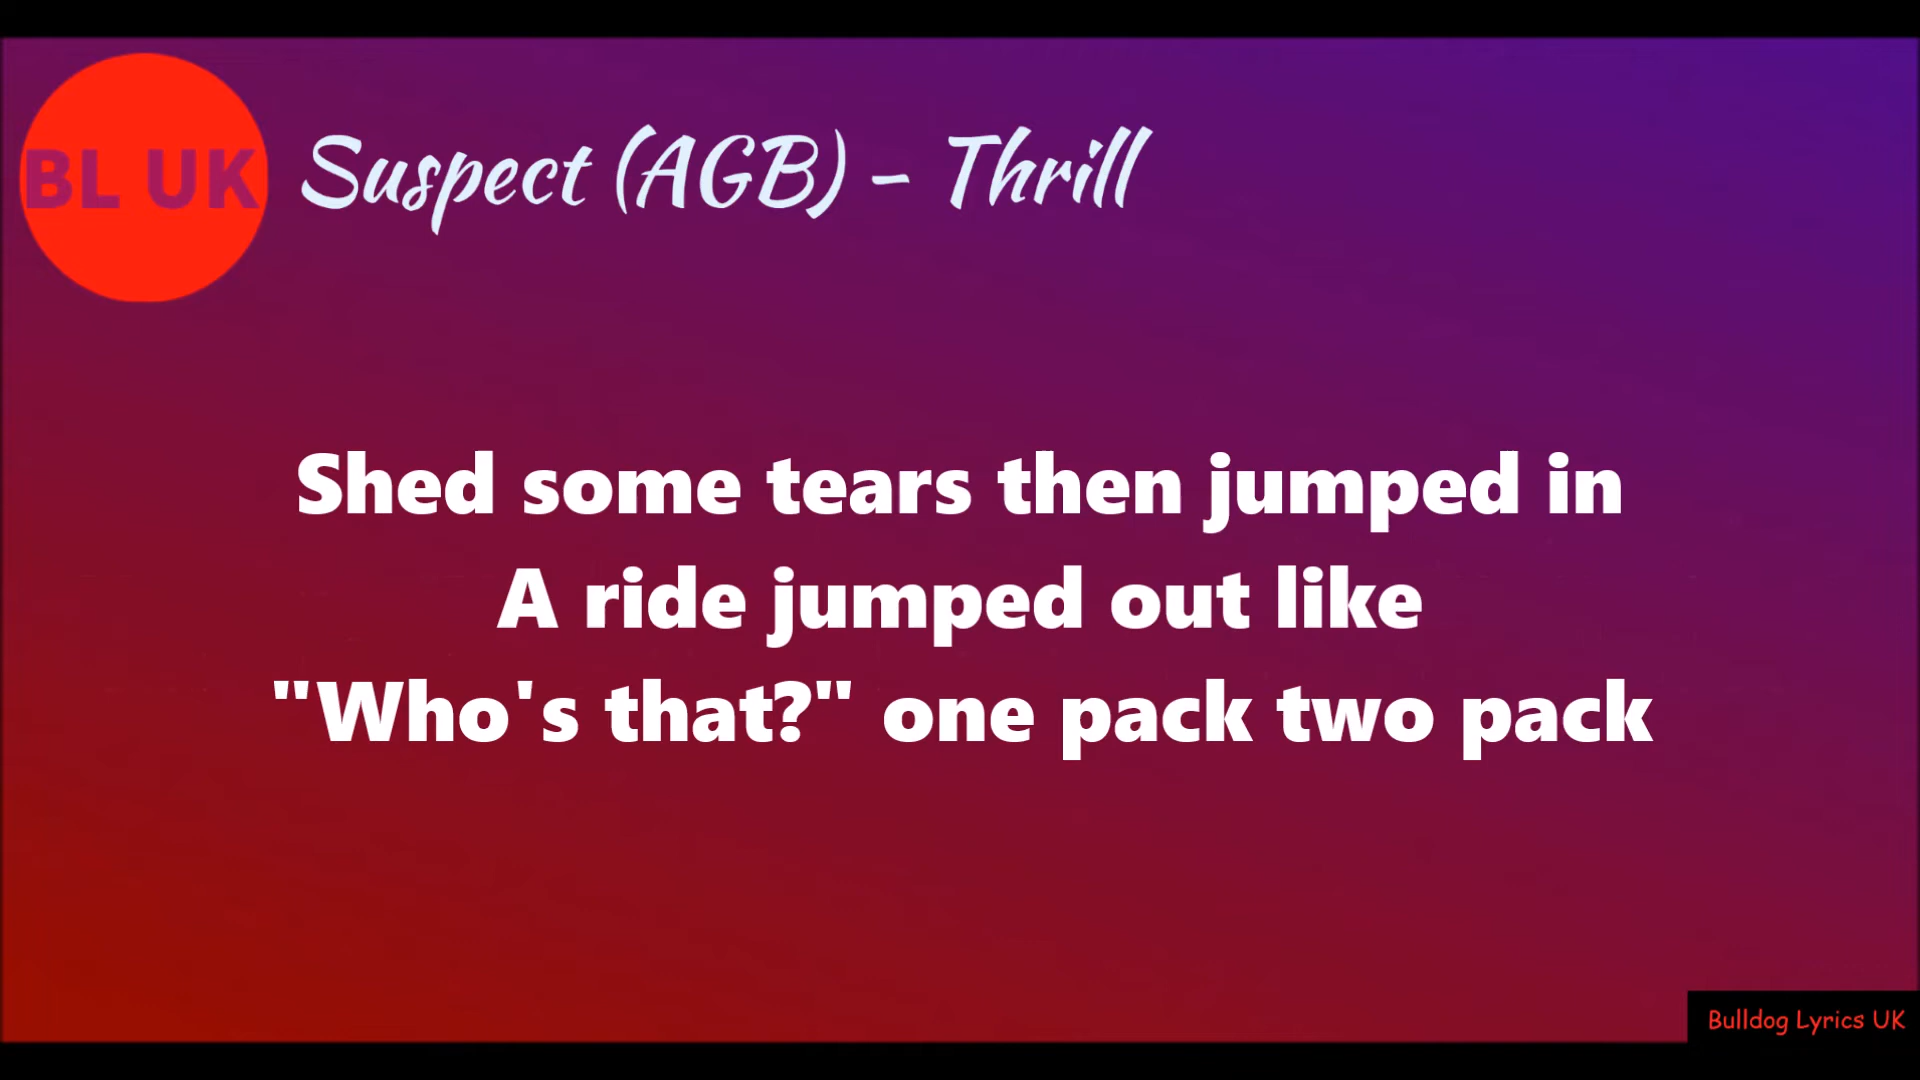 BL UK
Suspect (AGB) - Thrill
Shed some tears then jumped in
A ride jumped out like
"Who's that?" one pack two pack
Bulldog Lyrics UK